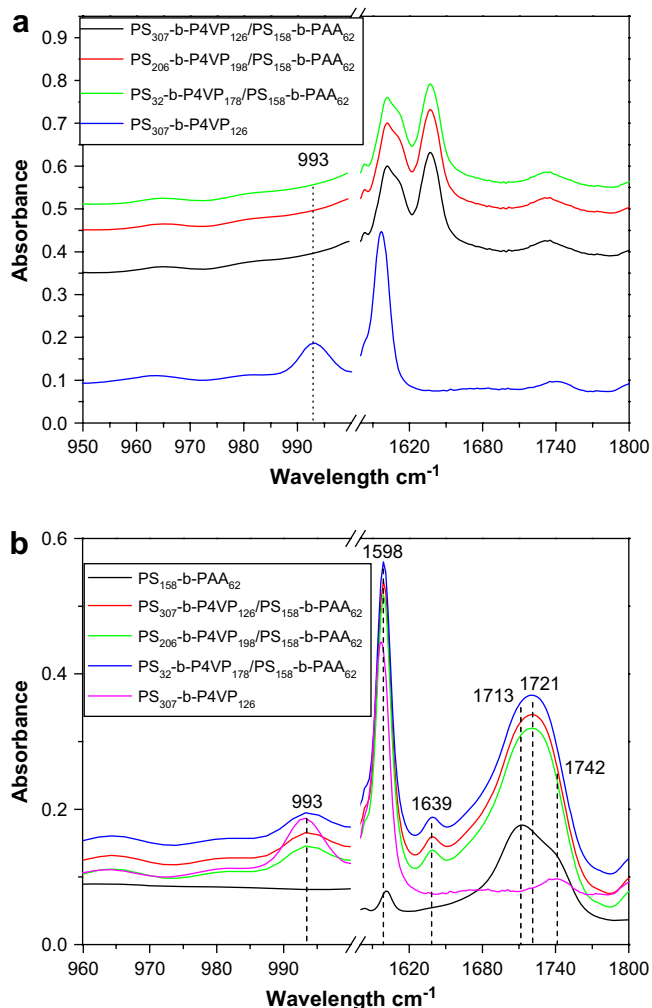 a
PS307-b-P4VP126/PS158-b-PAA62
PS206-b-P4VP198/PS158-b-PAA62
PS32-b-P4VP178/PS158-b-PAA62
PS307-b-P4VP126
993
0.9
0.8
0.7
0.6
0.5
0.4
0.3
0.2
0.1
0.0
Absorbance
950 960 970 980 990 1620 1680 1740 1800
Wavelength cm-1
b
PS158-b-PAA62
PS307-b-P4VP126/PS158-b-PAA62
PS206-b-P4VP198/PS158-b-PAA62
PS32-b-P4VP178/PS158-b-PAA62
PS307-b-P4VP126
1598
1713 1721
1742
993
1639
0.6
0.4
0.2
0.0
Absorbance
950 960 970 980 990 1620 1680 1740 1800
Wavelength cm-1